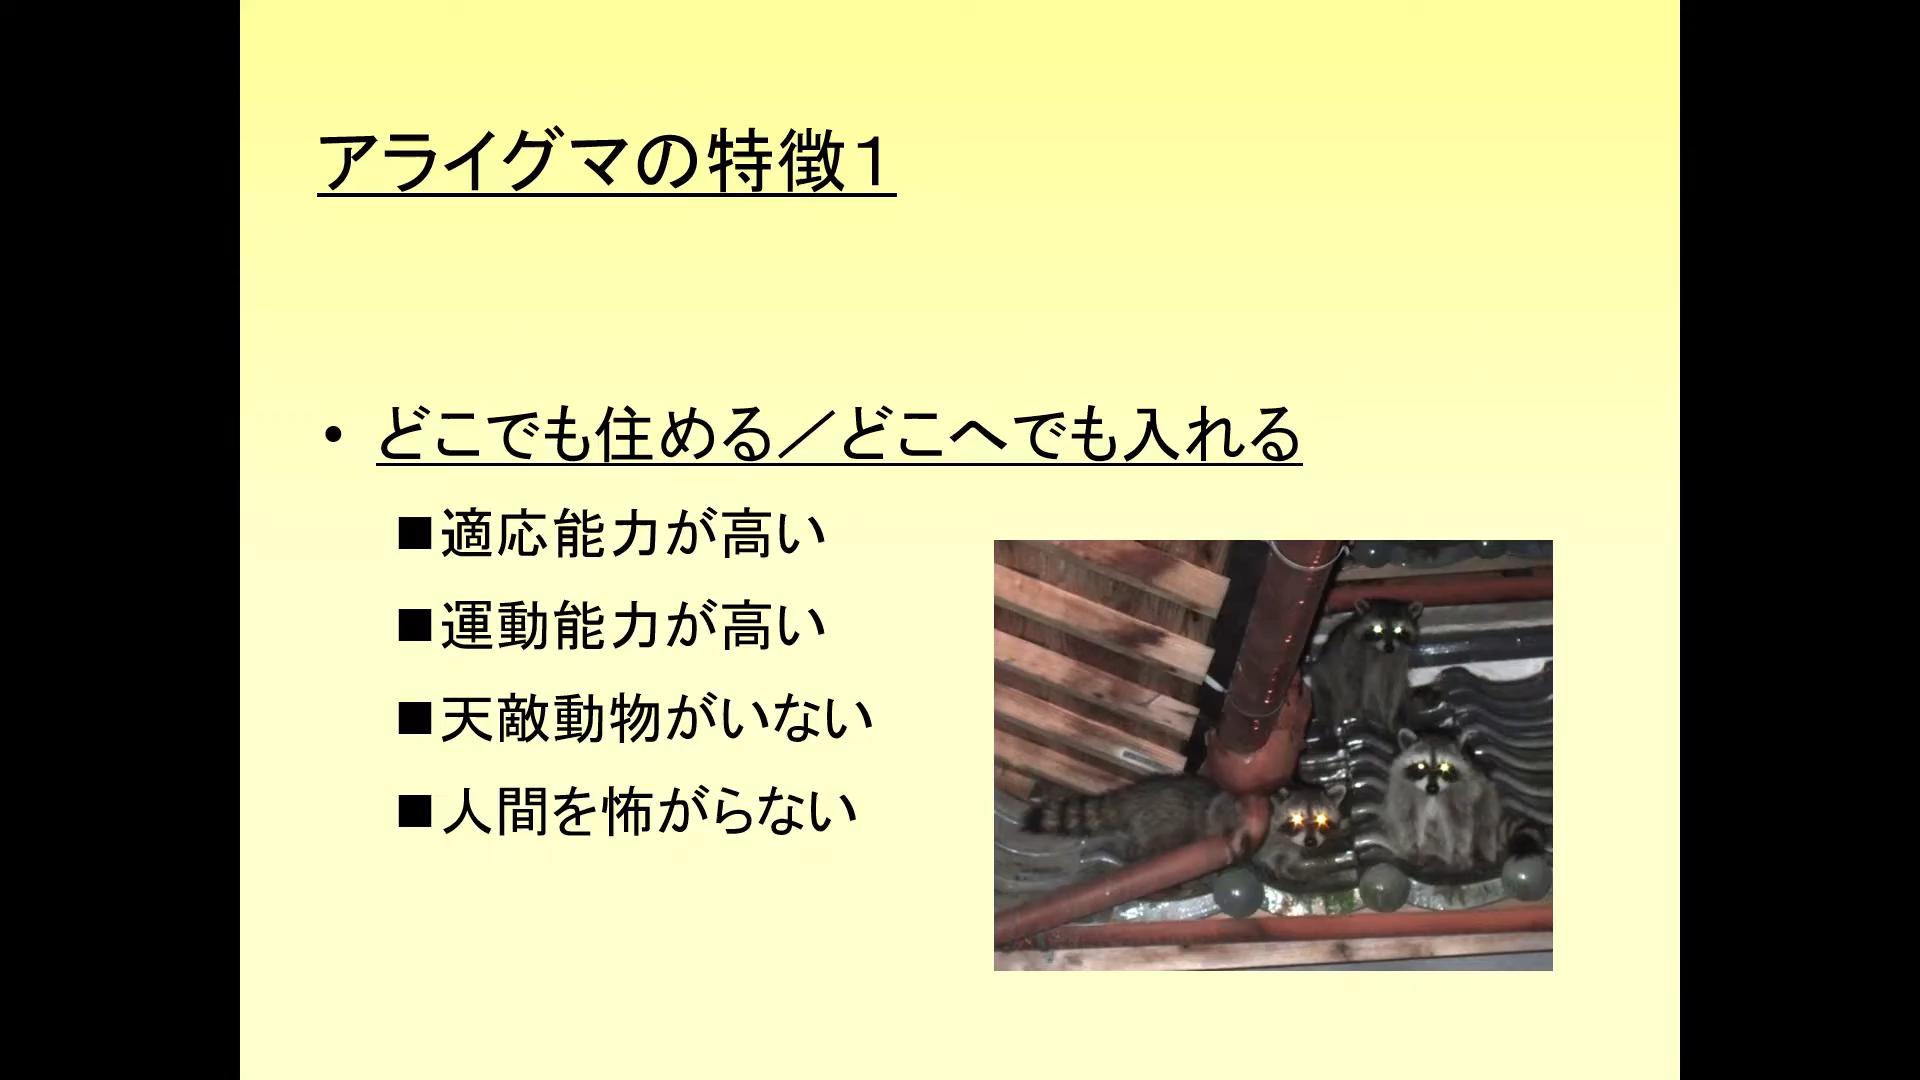 アライグマの特徴１
• どこでも住める／どこへでも入れる
■適応能力が高い
■運動能力が高い
■天敵動物がいない
■人間を怖がらない